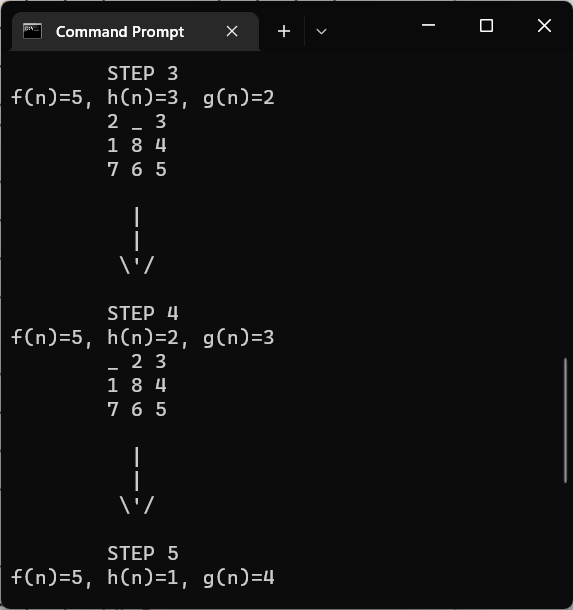 Command Prompt
STEP 3
f(n)=5, h(n)=3, g(n)=2
2 _ 3
1 8 4
7 6 5
|
|
\'/
STEP 4
f(n)=5, h(n)=2, g(n)=3
_ 2 3
1 8 4
7 6 5
|
|
\'/
STEP 5
f(n)=5, h(n)=1, g(n)=4